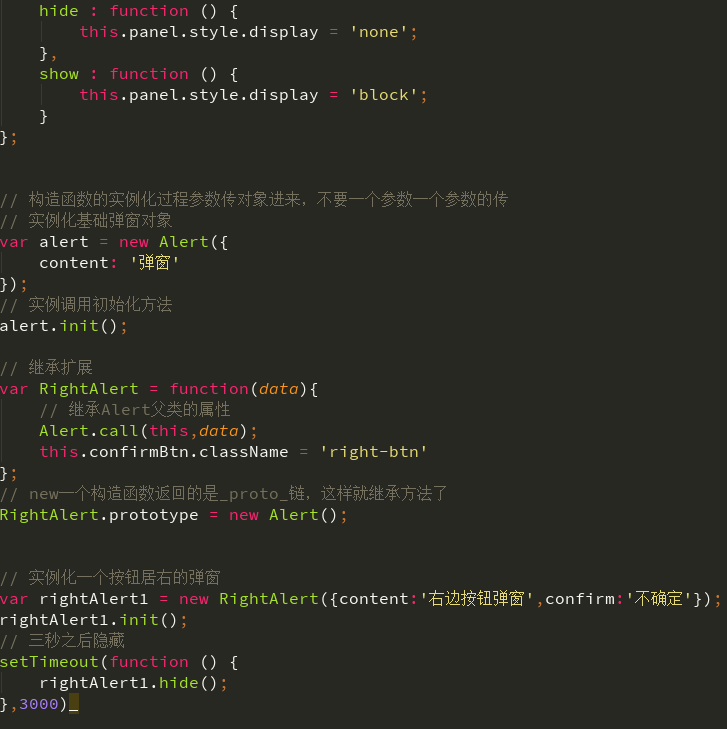 hide : function () {
this.panel.style.display = 'none';
},
show : function () {
this.panel.style.display = 'block';
}
};
// 构造函数的实例化过程参数传对象进来，不要一个参数一个参数的传
// 实例化基础弹窗对象
var alert = new Alert({
content: '弹窗'
});
// 实例调用初始化方法
alert.init();
// 继承扩展
var RightAlert = function(data){
// 继承Alert父类的属性
Alert.call(this,data);
this.confirmBtn.className = 'right-btn'
};
// new一个构造函数返回的是_proto_链，这样就继承方法了
RightAlert.prototype = new Alert();
// 实例化一个按钮居右的弹窗
var rightAlert1 = new RightAlert({content:'右边按钮弹窗',confirm:'不确定'});
rightAlert1.init();
// 三秒之后隐藏
setTimeout(function () {
rightAlert1.hide();
},3000)